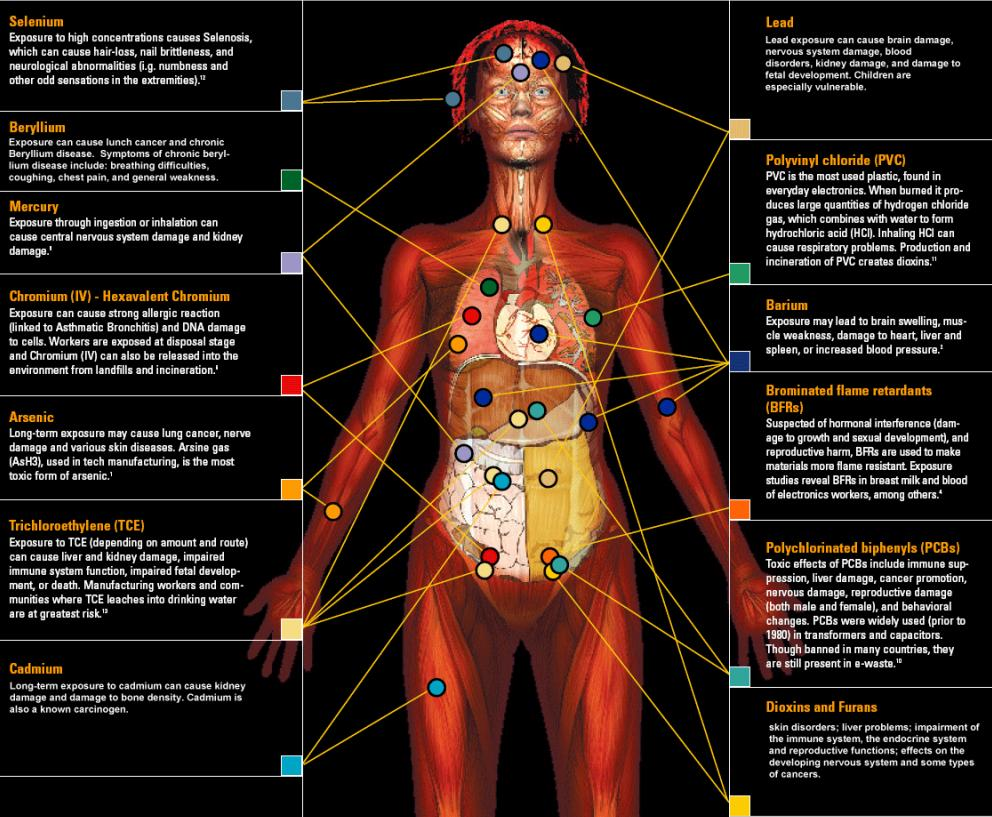 Selenium
Exposure to high concentrations causes Selenosis,
which can cause hair-loss, nail brittleness, and
neurological abnormalities (i.g. numbness and
other odd sensations in the extremities).¹²
Beryllium
Exposure can cause lunch cancer and chronic
Beryllium disease. Symptoms of chronic beryl-
lium disease include: breathing difficulties,
coughing, chest pain, and general weakness.
Mercury
Exposure through ingestion or inhalation can
cause central nervous system damage and kidney
damage.⁹
Chromium (IV) - Hexavalent Chromium
Exposure can cause strong allergic reaction
(linked to Asthmatic Bronchitis) and DNA damage
to cells. Workers are exposed at disposal stage
and Chromium (IV) can also be released into the
environment from landfills and incineration.⁶
Arsenic
Long-term exposure may cause lung cancer, nerve
damage and various skin diseases. Arsine gas
(AsH3), used in tech manufacturing, is the most
toxic form of arsenic.¹
Trichloroethylene (TCE)
Exposure to TCE (depending on amount and route)
can cause liver and kidney damage, impaired
immune system function, impaired fetal develop-
ment, or death. Manufacturing workers and com-
munities where TCE leaches into drinking water
are at greatest risk.¹³
Cadmium
Long-term exposure to cadmium can cause kidney
damage and damage to bone density. Cadmium is
also a known carcinogen.
Lead
Lead exposure can cause brain damage,
nervous system damage, blood
disorders, kidney damage, and damage to
fetal development. Children are
especially vulnerable.
Polyvinyl chloride (PVC)
PVC is the most used plastic, found in
everyday electronics. When burned it pro-
duces large quantities of hydrogen chloride
gas, which combines with water to form
hydrochloric acid (HCl). Inhaling HCl can
cause respiratory problems. Production and
incineration of PVC creates dioxins.¹¹
Barium
Exposure may lead to brain swelling, mus-
cle weakness, damage to heart, liver and
spleen, or increased blood pressure.²
Brominated flame retardants
(BFRs)
Suspected of hormonal interference (dam-
age to growth and sexual development), and
reproductive harm, BFRs are used to make
materials more flame resistant. Exposure
studies reveal BFRs in breast milk and blood
of electronics workers, among others.⁴
Polychlorinated biphenyls (PCBs)
Toxic effects of PCBs include immune sup-
pression, liver damage, cancer promotion,
nervous damage, reproductive damage
(both male and female), and behavioral
changes. PCBs were widely used (prior to
1980) in transformers and capacitors.
Though banned in many countries, they
are still present in e-waste.¹⁰
Dioxins and Furans
skin disorders; liver problems; impairment of
the immune system, the endocrine system
and reproductive functions; effects on the
developing nervous system and some types
of cancers.